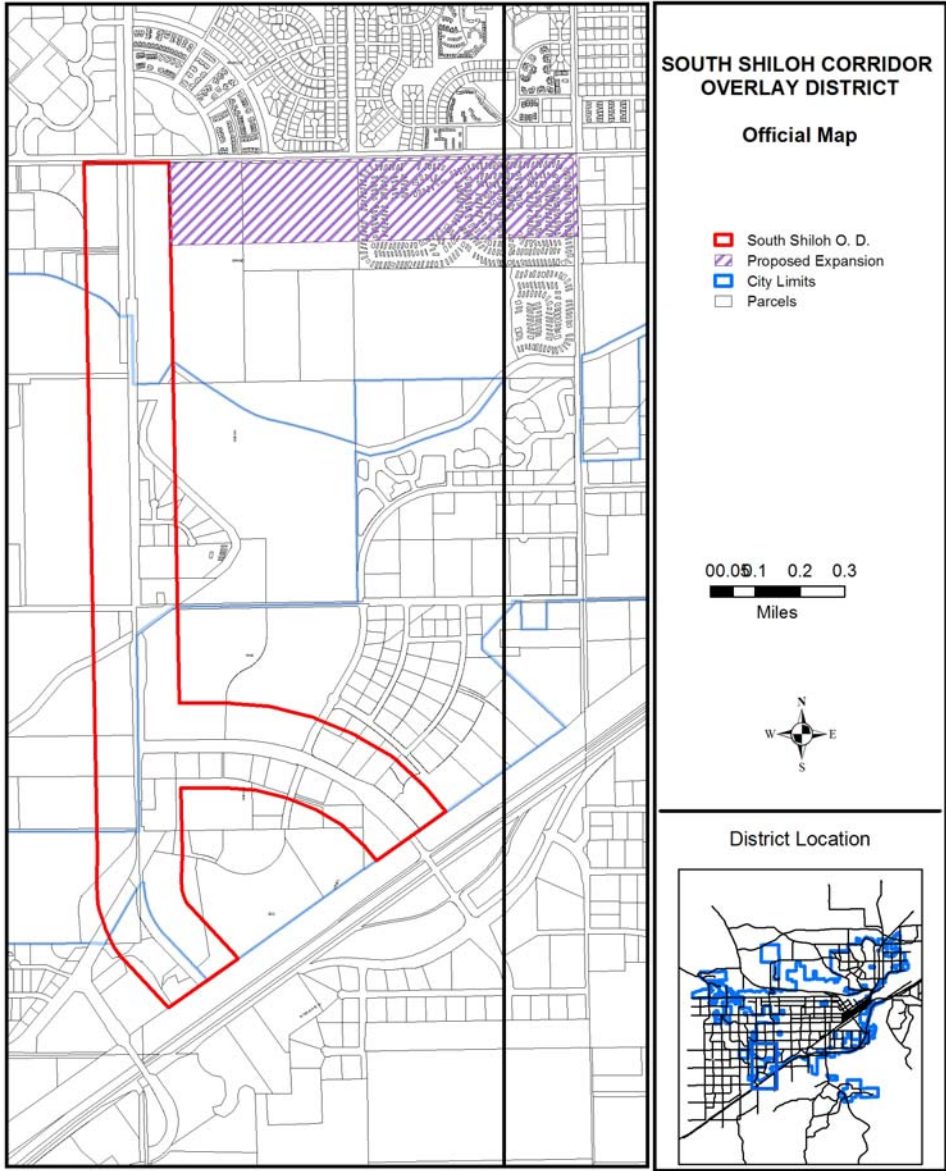 SOUTH SHILOH CORRIDOR
OVERLAY DISTRICT
Official Map
South Shiloh O. D.
Proposed Expansion
City Limits
Parcels
0.2 0.3
Miles
N
W E
S
District Location